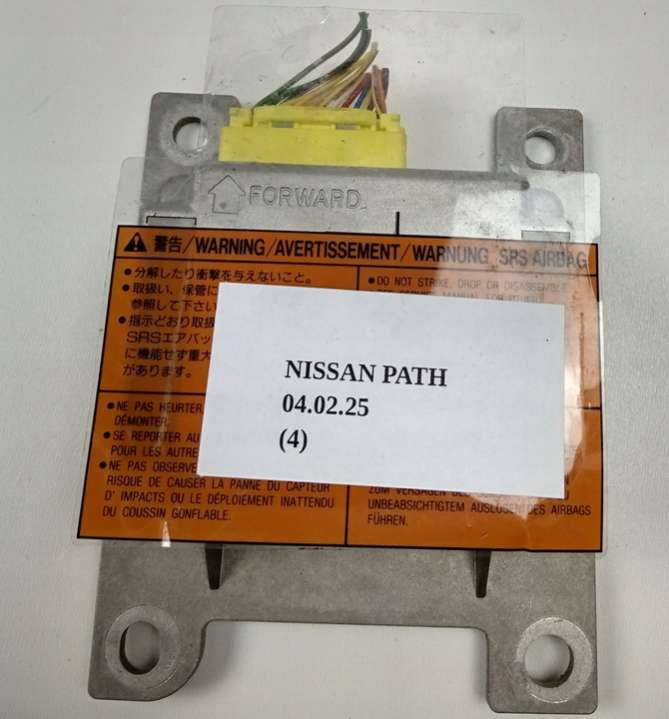 FORWARD
警告/WARNING/AVERTISSEMENT/WARNUNG SRS AIRBAG
●分解したり衝撃を与えないこと。
●取扱い、保管に
参照して下さい
●指示どおり取扱
SRSエアバッ
に機能せず重大
があります。
●DO NOT STRIKE, DROP OR DISASSEMBLE
NISSAN PATH
04.02.25
(4)
●NE PAS HEURTER,
DÉMONTER.
●SE REPORTER AU
POUR LES AUTRE
●NE PAS OBSERVE
RISQUE DE CAUSER LA PANNE DU CAPTEUR
D' IMPACTS OU LE DÉPLOIEMENT INATTENDU
DU COUSSIN GONFLABLE.
ZUM VERSAGEN DE
UNBEABSICHTIGTEM AUSLÖSEN DES AIRBAGS
FÜHREN.